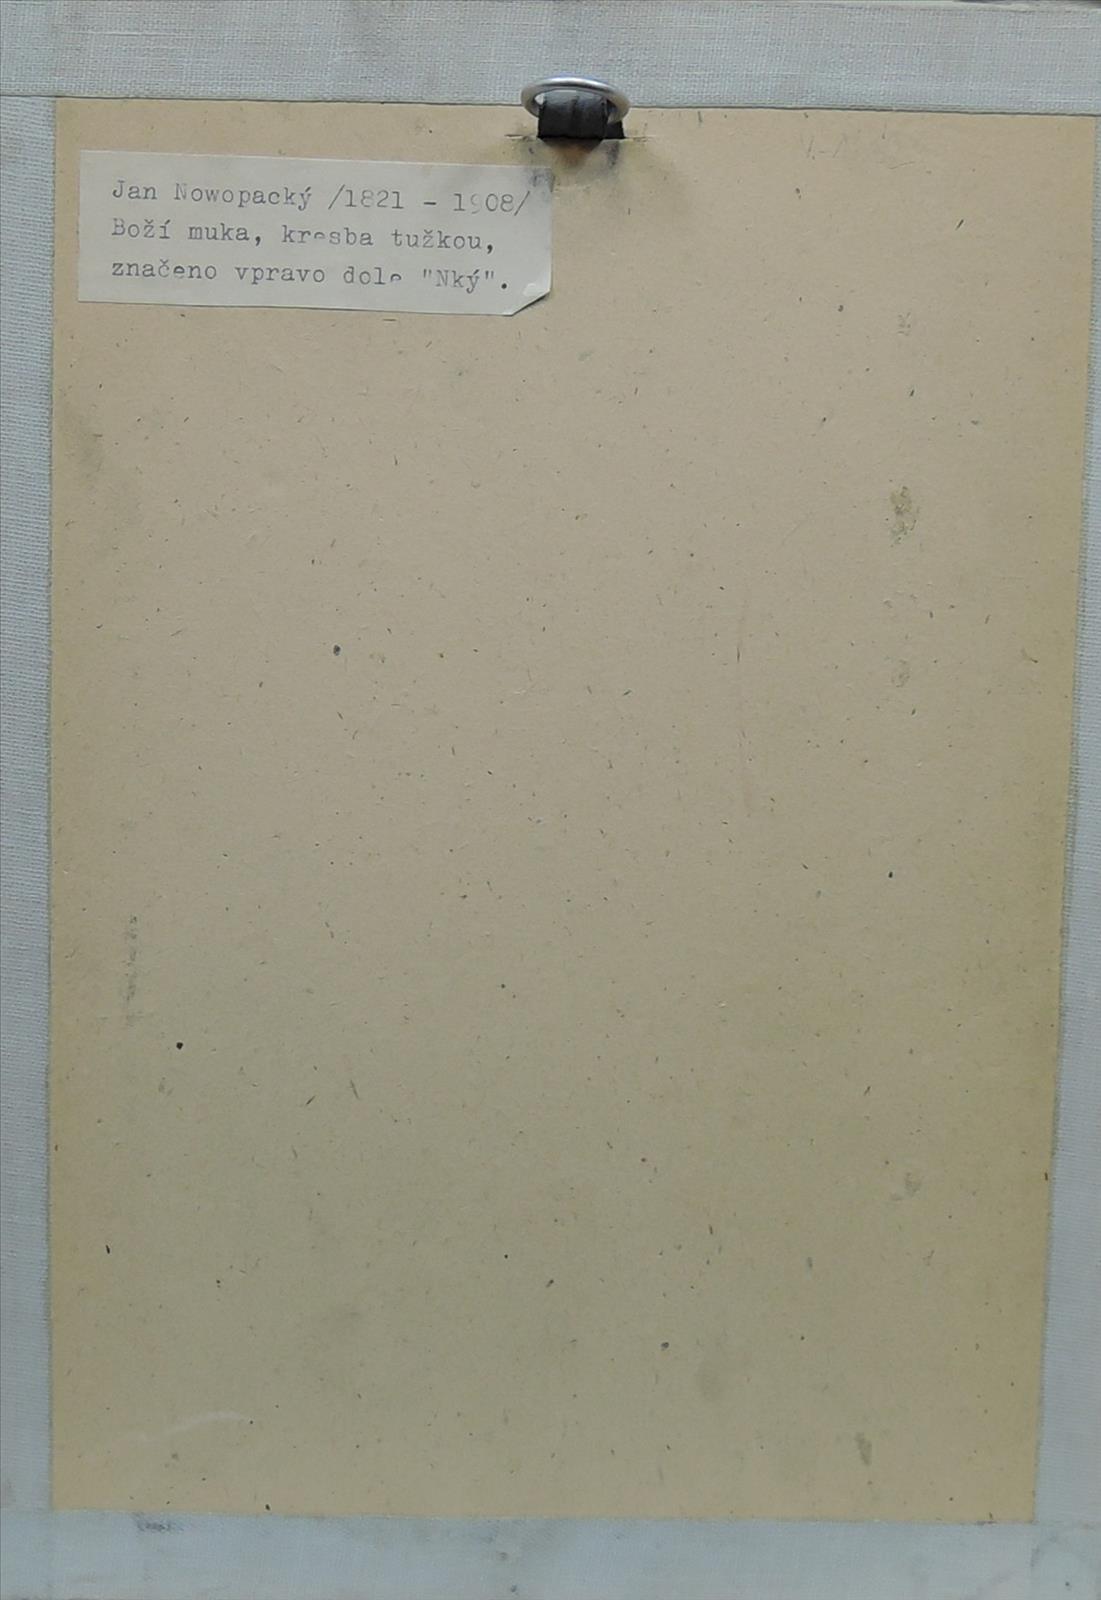 Jan Nowopacký /1821 - 1908/
Boží muka, kresba tužkou,
značeno vpravo dole "Nký".